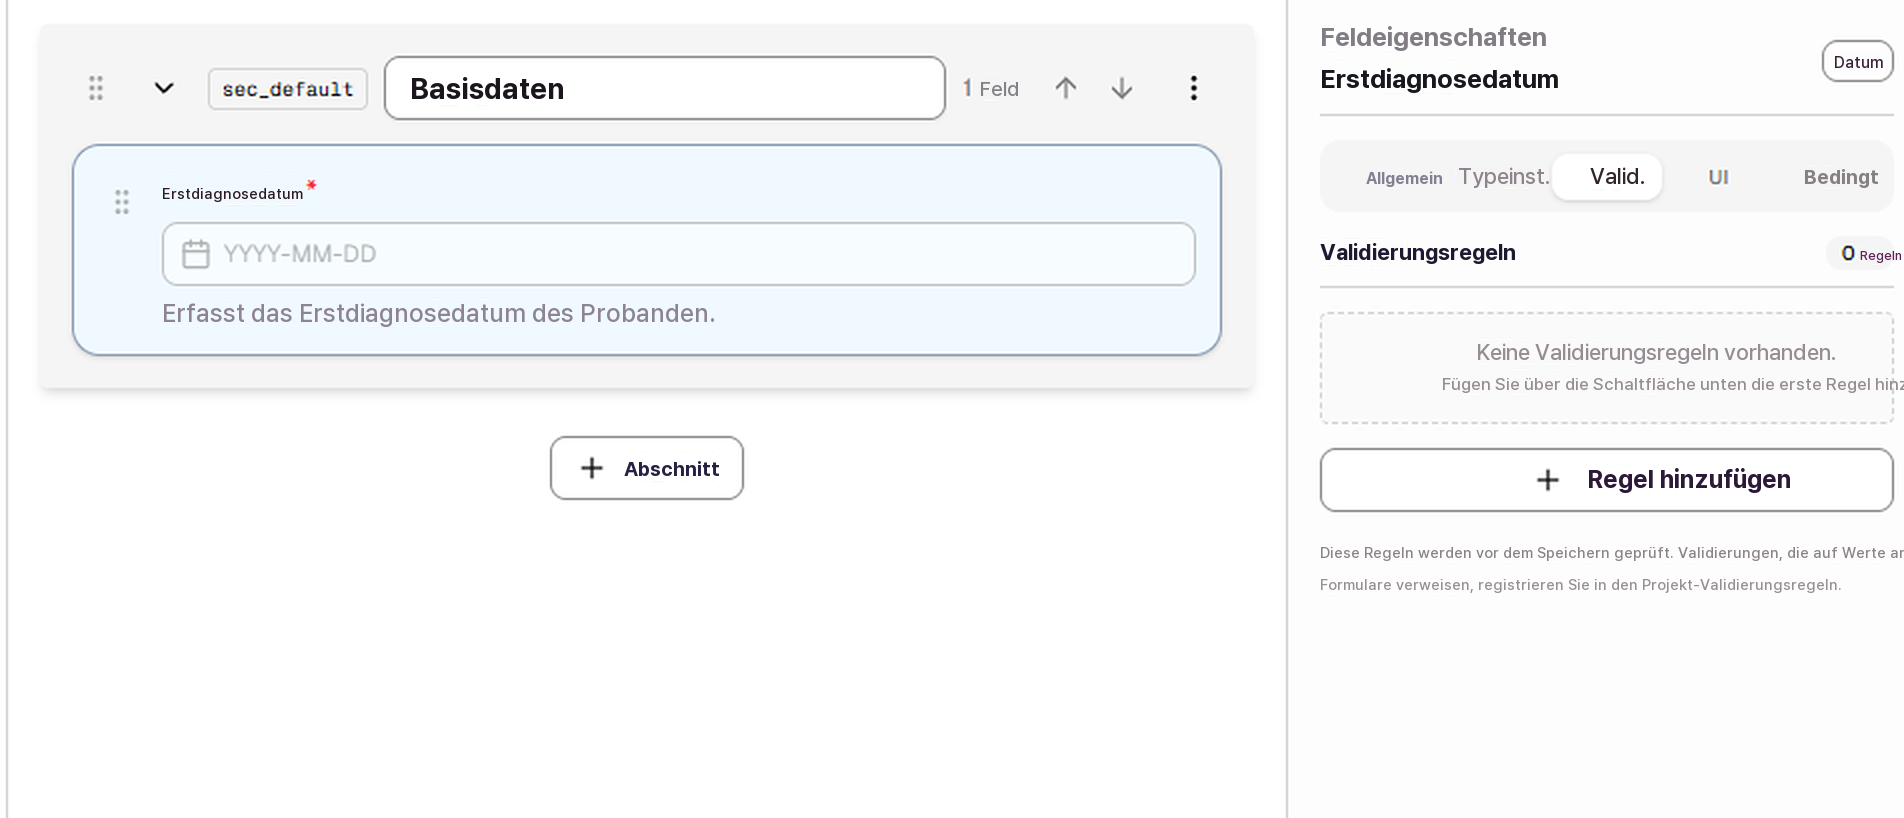 sec_default
Basisdaten
1 Feld
Erstdiagnosedatum *
YYYY-MM-DD
Erfasst das Erstdiagnosedatum des Probanden.
+ Abschnitt
Feldeigenschaften
Erstdiagnosedatum
Datum
Allgemein Typeinst. Valid. UI Bedingt
Validierungsregeln
0 Regeln
Keine Validierungsregeln vorhanden.
Fügen Sie über die Schaltfläche unten die erste Regel
+ Regel hinzufügen
Diese Regeln werden vor dem Speichern geprüft. Validierungen, die auf Werte
Formulare verweisen, registrieren Sie in den Projekt-Validierungsregeln.